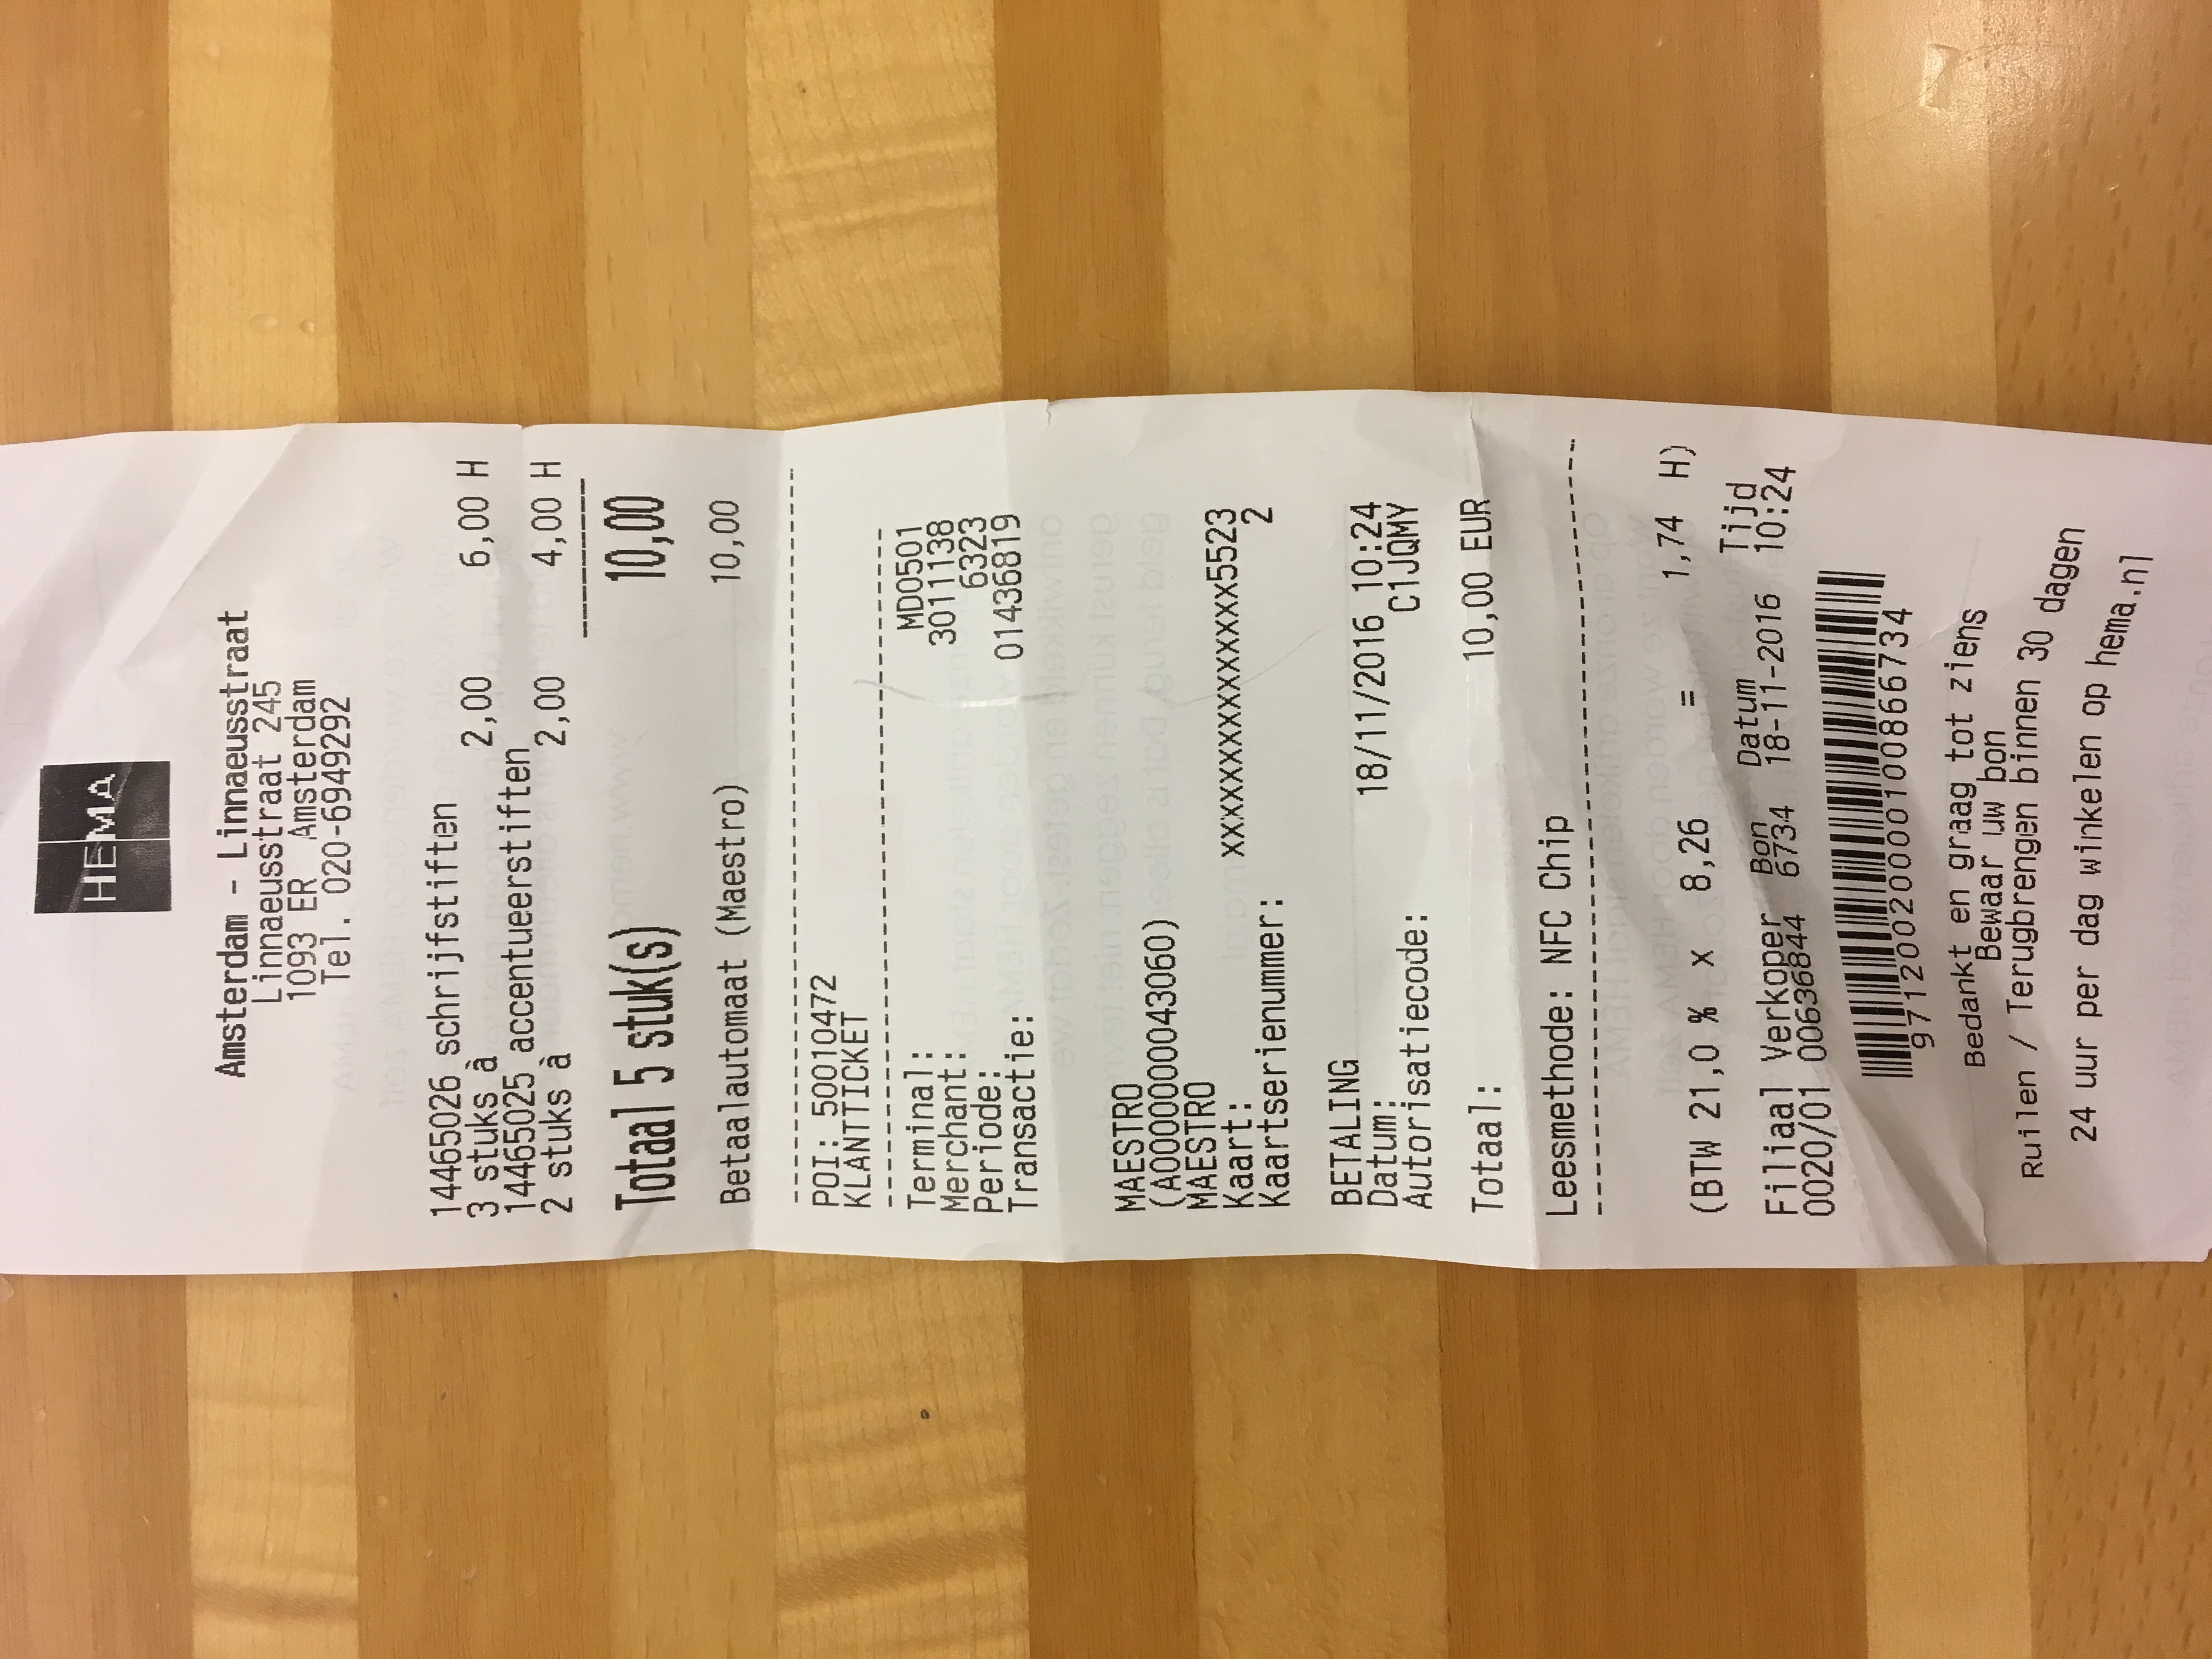 HEMA
Amsterdam - Linnaeusstraat
Linnaeusstraat 245
1093 ER Amsterdam
Tel. 020-6949292
14465026 schrijfstiften
3 stuks à 2,00 6,00 H
14465025 accentueerstiften
2 stuks à 2,00 4,00 H
Totaal 5 stuk(s) 10,00
Betaalautomaat (Maestro) 10,00
POI: 50010472
KLANTTICKET
Terminal: MD0501
Merchant: 3011138
Periode: 6323
Transactie: 01436819
MAESTRO
(A0000000043060)
MAESTRO
Kaart: xxxxxxxxxxxxxxx5523
Kaartserienummer: 2
BETALING
Datum: 18/11/2016 10:24
Autorisatiecode: C1JQMY
Totaal: 10,00 EUR
Leesmethode: NFC Chip
(BTW 21,0 % x 8,26 = 1,74 H)
Filiaal Verkoper Bon Datum Tijd
0020/01 00636844 6734 18-11-2016 10:24
97120020000100866734
Bedankt en graag tot ziens
Bewaar uw bon
Ruilen / Terugbrengen binnen 30 dagen
24 uur per dag winkelen op hema.nl